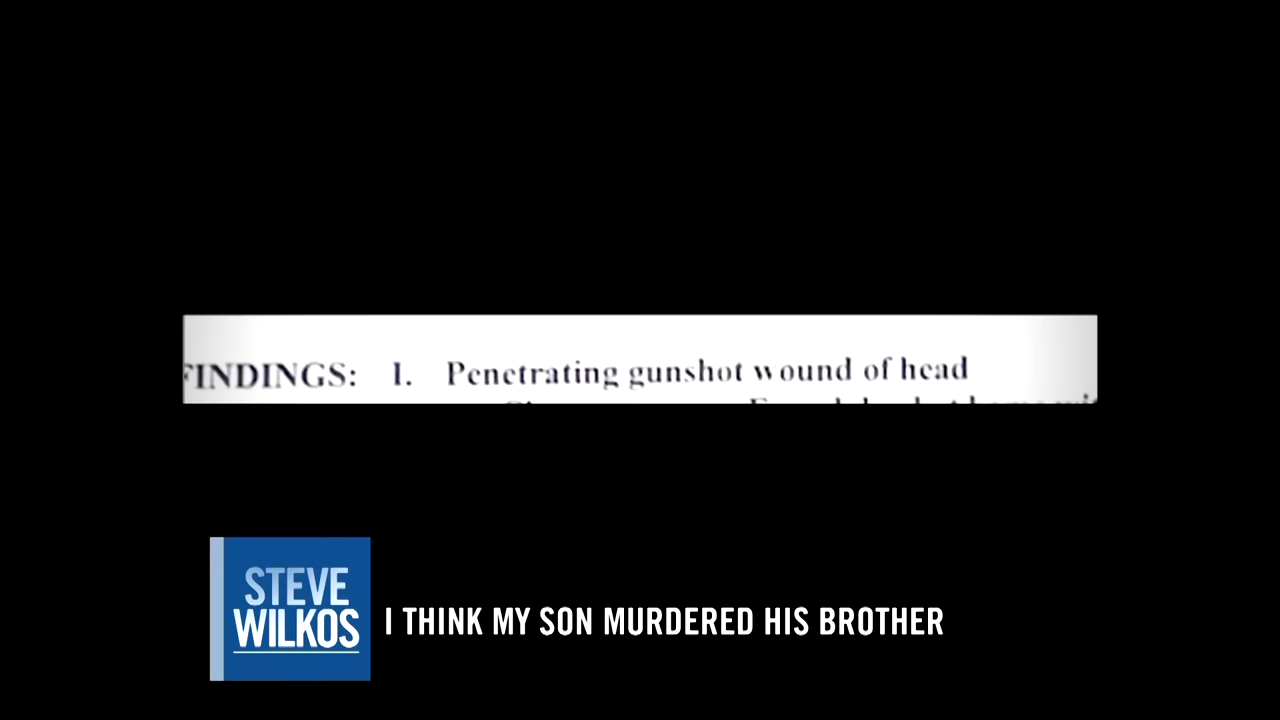 FINDINGS: I. Penetrating gunshot wound of head
STEVE
WILKOS
I THINK MY SON MURDERED HIS BROTHER